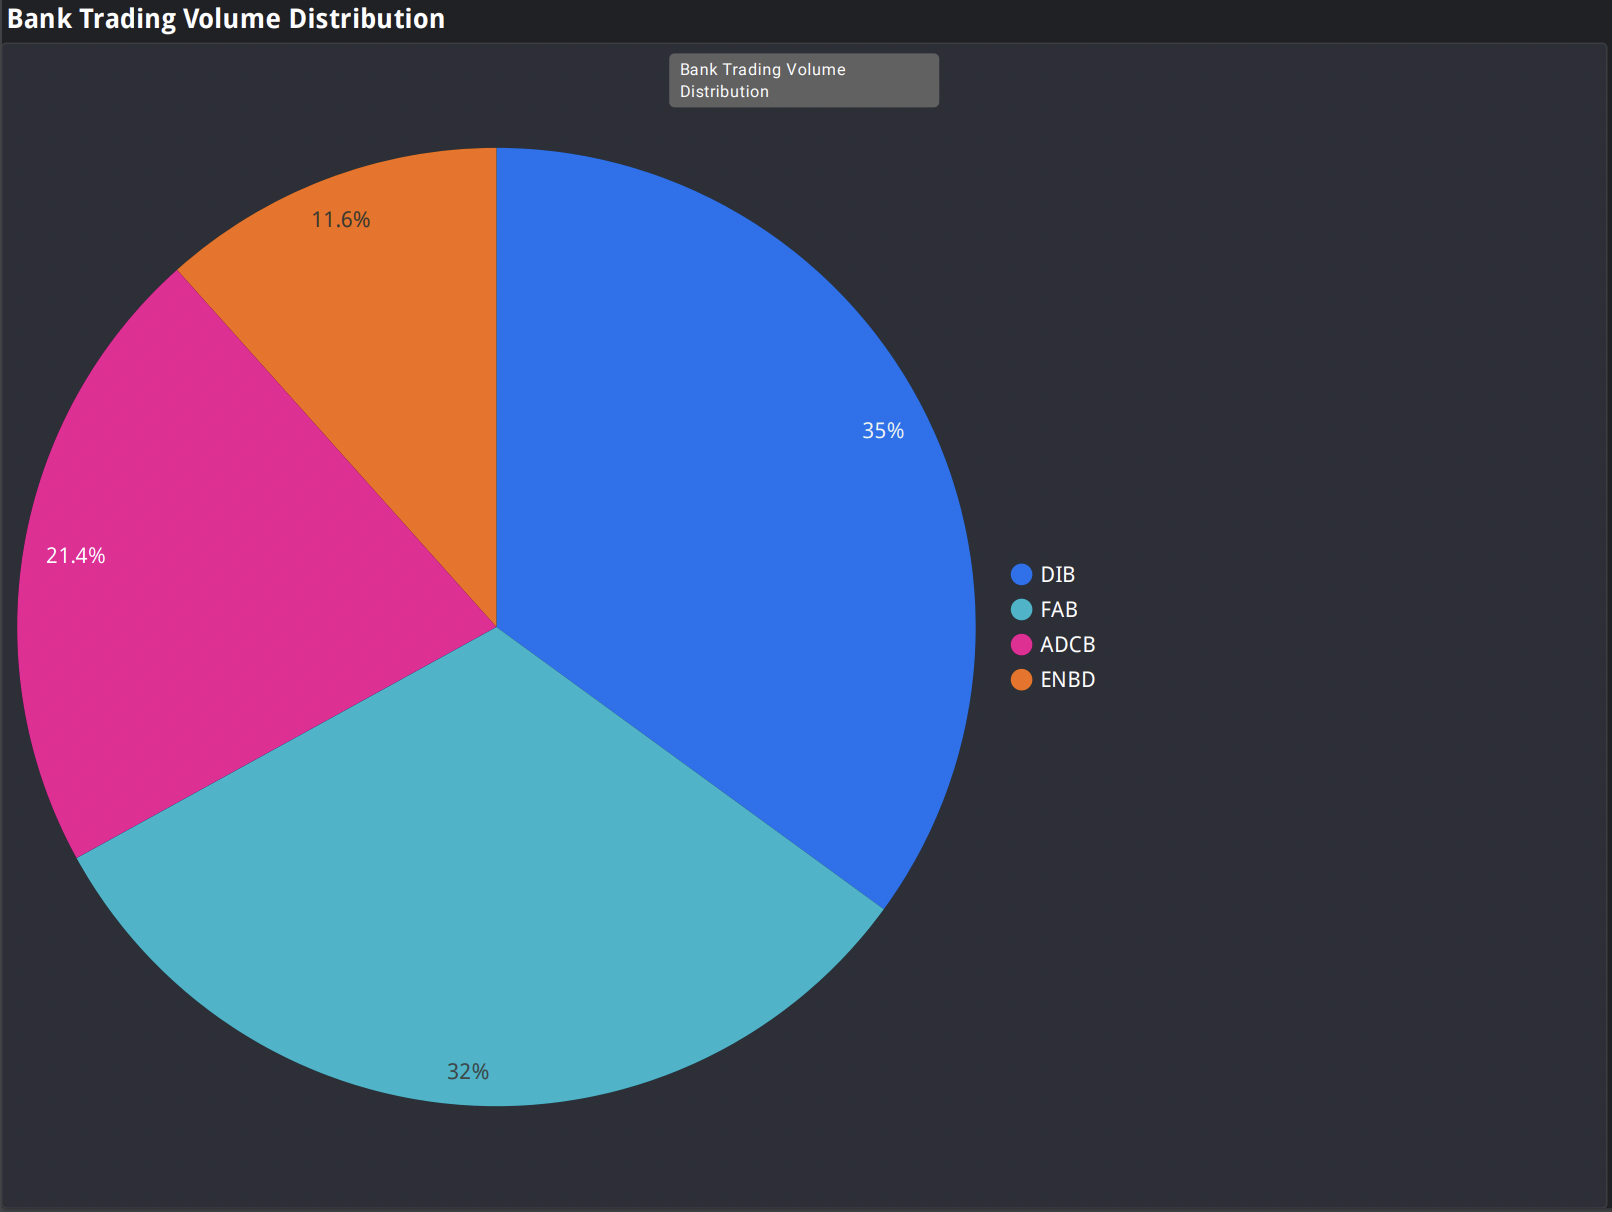 Bank Trading Volume Distribution
Bank Trading Volume
Distribution
11.6%
35%
21.4%
DIB
FAB
ADCB
ENBD
32%